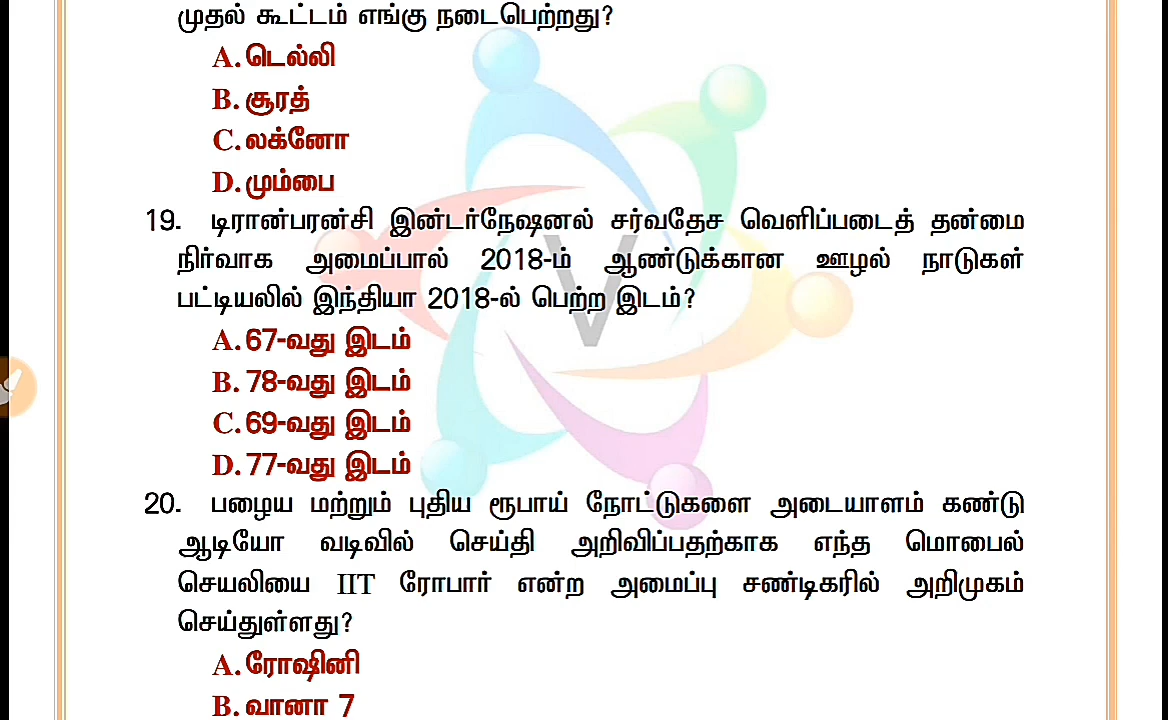 முதல் கூட்டம் எங்கு நடைபெற்றது?
A. டெல்லி
B. சூரத்
C. லக்னோ
D. மும்பை
19. டிரான்பரன்சி இன்டர்நேஷனல் சர்வதேச வெளிப்படைத் தன்மை
நிர்வாக அமைப்பால் 2018-ம் ஆண்டுக்கான ஊழல் நாடுகள்
பட்டியலில் இந்தியா 2018-ல் பெற்ற இடம்?
V
A. 67-வது இடம்
B. 78-வது இடம்
C. 69-வது இடம்
D. 77-வது இடம்
20. பழைய மற்றும் புதிய ரூபாய் நோட்டுகளை அடையாளம் கண்டு
ஆடியோ வடிவில் செய்தி அறிவிப்பதற்காக எந்த மொபைல்
செயலியை IIT ரோபார் என்ற அமைப்பு சண்டிகரில் அறிமுகம்
செய்துள்ளது?
A. ரோஷினி
B. வானா 7